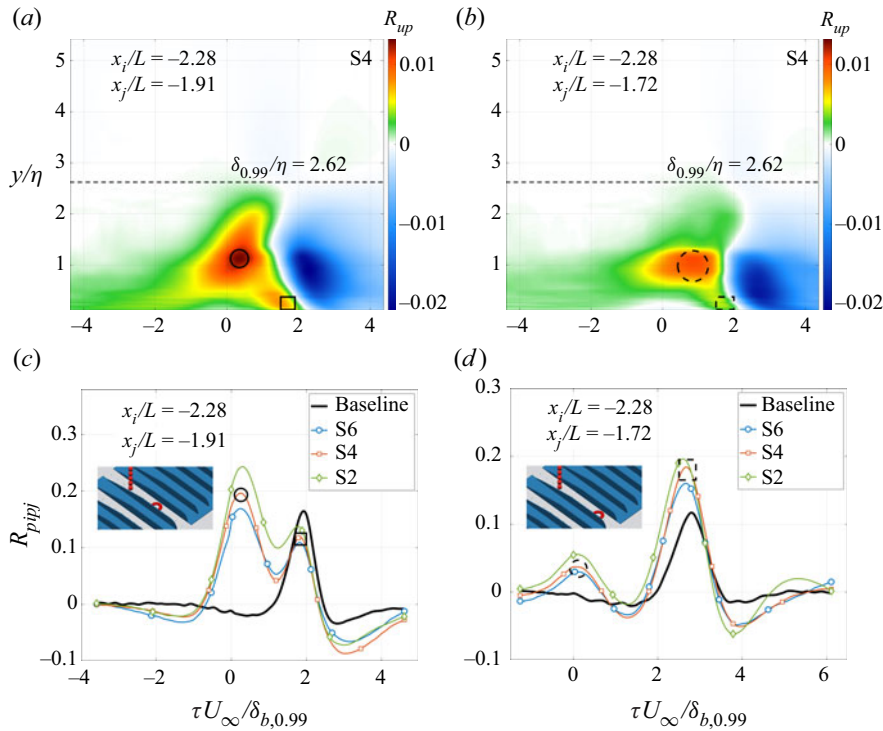 (a)
R_up
x_i/L = −2.28
S4
x_j/L = −1.91
0.01
0
−0.01
−0.02
5
4
3
2
1
y/η
δ_0.99/η = 2.62
−4
−2
0
2
4
(b)
R_up
x_i/L = −2.28
S4
x_j/L = −1.72
0.01
0
−0.01
−0.02
5
4
3
2
1
δ_0.99/η = 2.62
−4
−2
0
2
4
(c)
x_i/L = −2.28
x_j/L = −1.91
Baseline
S6
S4
S2
0.3
0.2
0.1
0
−0.1
R_pipj
−4
−2
0
2
4
τU_∞/δ_b,0.99
(d)
x_i/L = −2.28
x_j/L = −1.72
Baseline
S6
S4
S2
0.3
0.2
0.1
0
−0.1
−2
0
2
4
6
τU_∞/δ_b,0.99